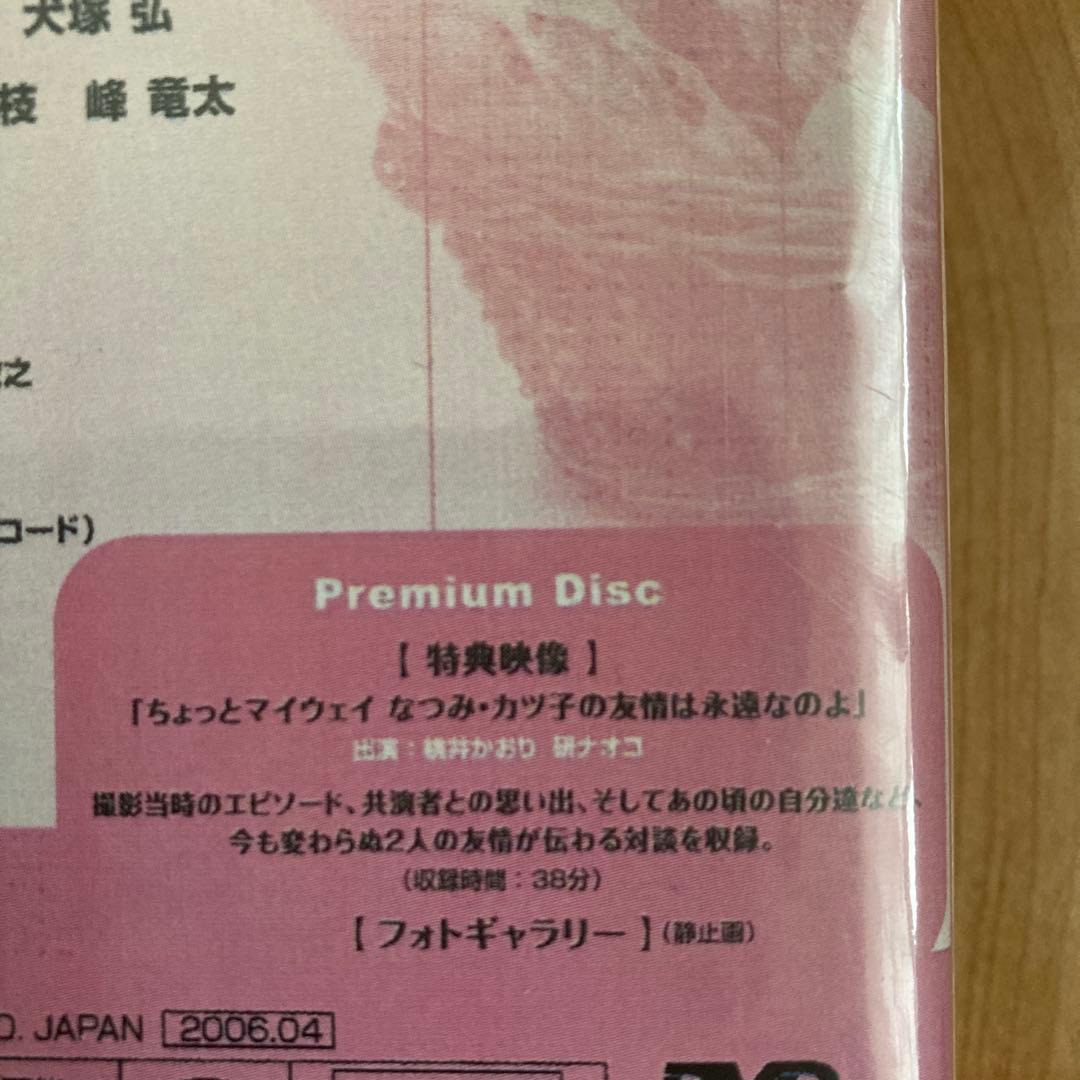 犬塚 弘
枝 峰 竜太
之
コード）
Premium Disc
【 特典映像 】
「ちょっとマイウェイ なつみ・カツ子の友情は永遠なのよ」
出演：桃井かおり 研ナオコ
撮影当時のエピソード、共演者との思い出、そしてあの頃の自分達など、
今も変わらぬ2人の友情が伝わる対談を収録。
（収録時間：38分）
【 フォトギャラリー 】（静止画）
O. JAPAN 2006.04